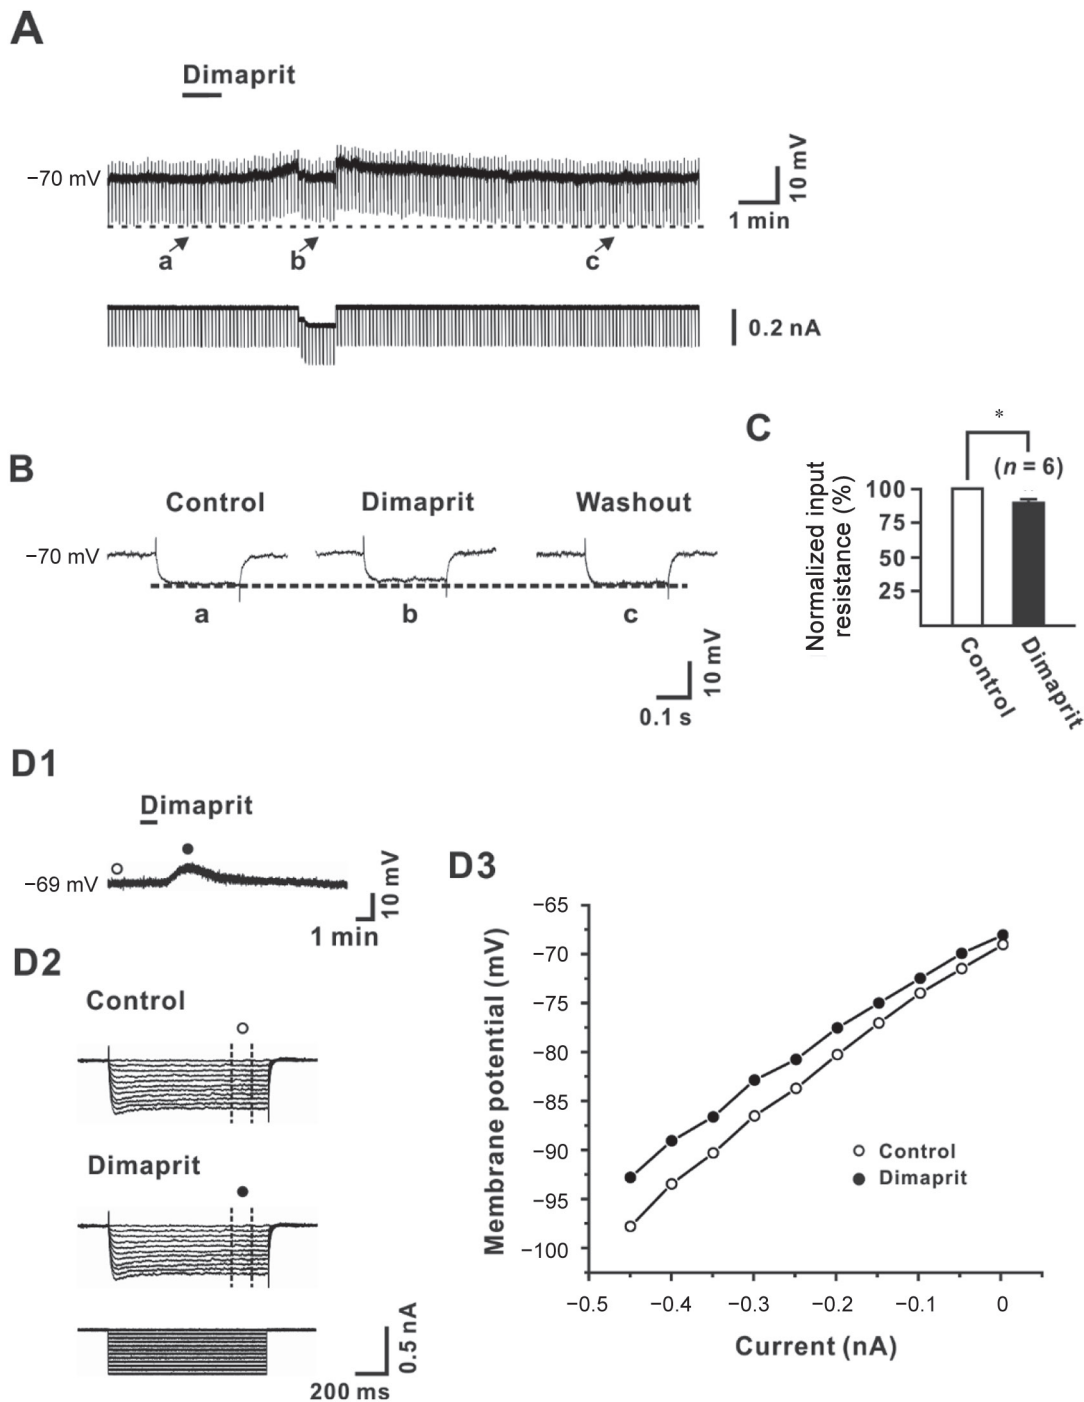 A
Dimaprit
−70 mV
10 mV
1 min
a
b
c
0.2 nA
B
Control
Dimaprit
Washout
−70 mV
a
b
c
10 mV
0.1 s
C
*
(n = 6)
Normalized input
resistance (%)
100
75
50
25
Control
Dimaprit
D1
Dimaprit
−69 mV
10 mV
1 min
D2
Control
Dimaprit
0.5 nA
200 ms
D3
Membrane potential (mV)
−65
−70
−75
−80
−85
−90
−95
−100
Control
Dimaprit
−0.5
−0.4
−0.3
−0.2
−0.1
0
Current (nA)